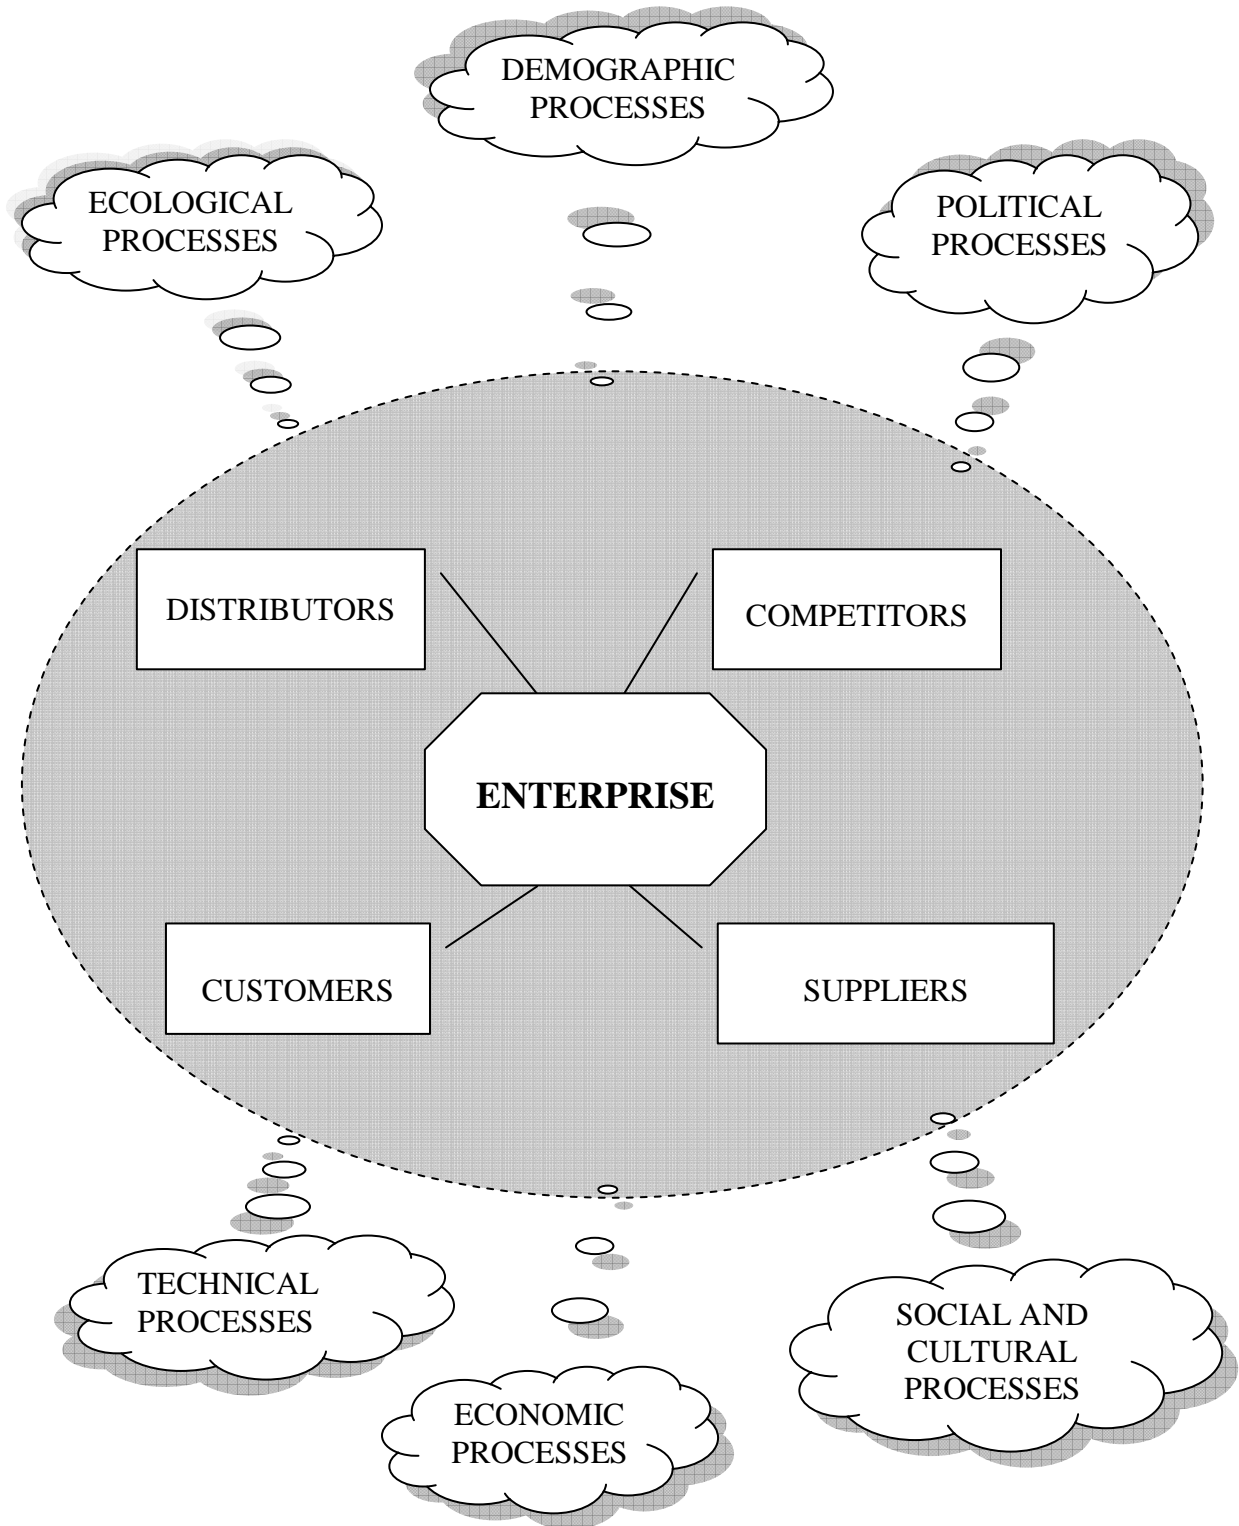 DEMOGRAPHIC
PROCESSES
ECOLOGICAL
PROCESSES
POLITICAL
PROCESSES
DISTRIBUTORS
COMPETITORS
ENTERPRISE
CUSTOMERS
SUPPLIERS
TECHNICAL
PROCESSES
SOCIAL AND
CULTURAL
PROCESSES
ECONOMIC
PROCESSES